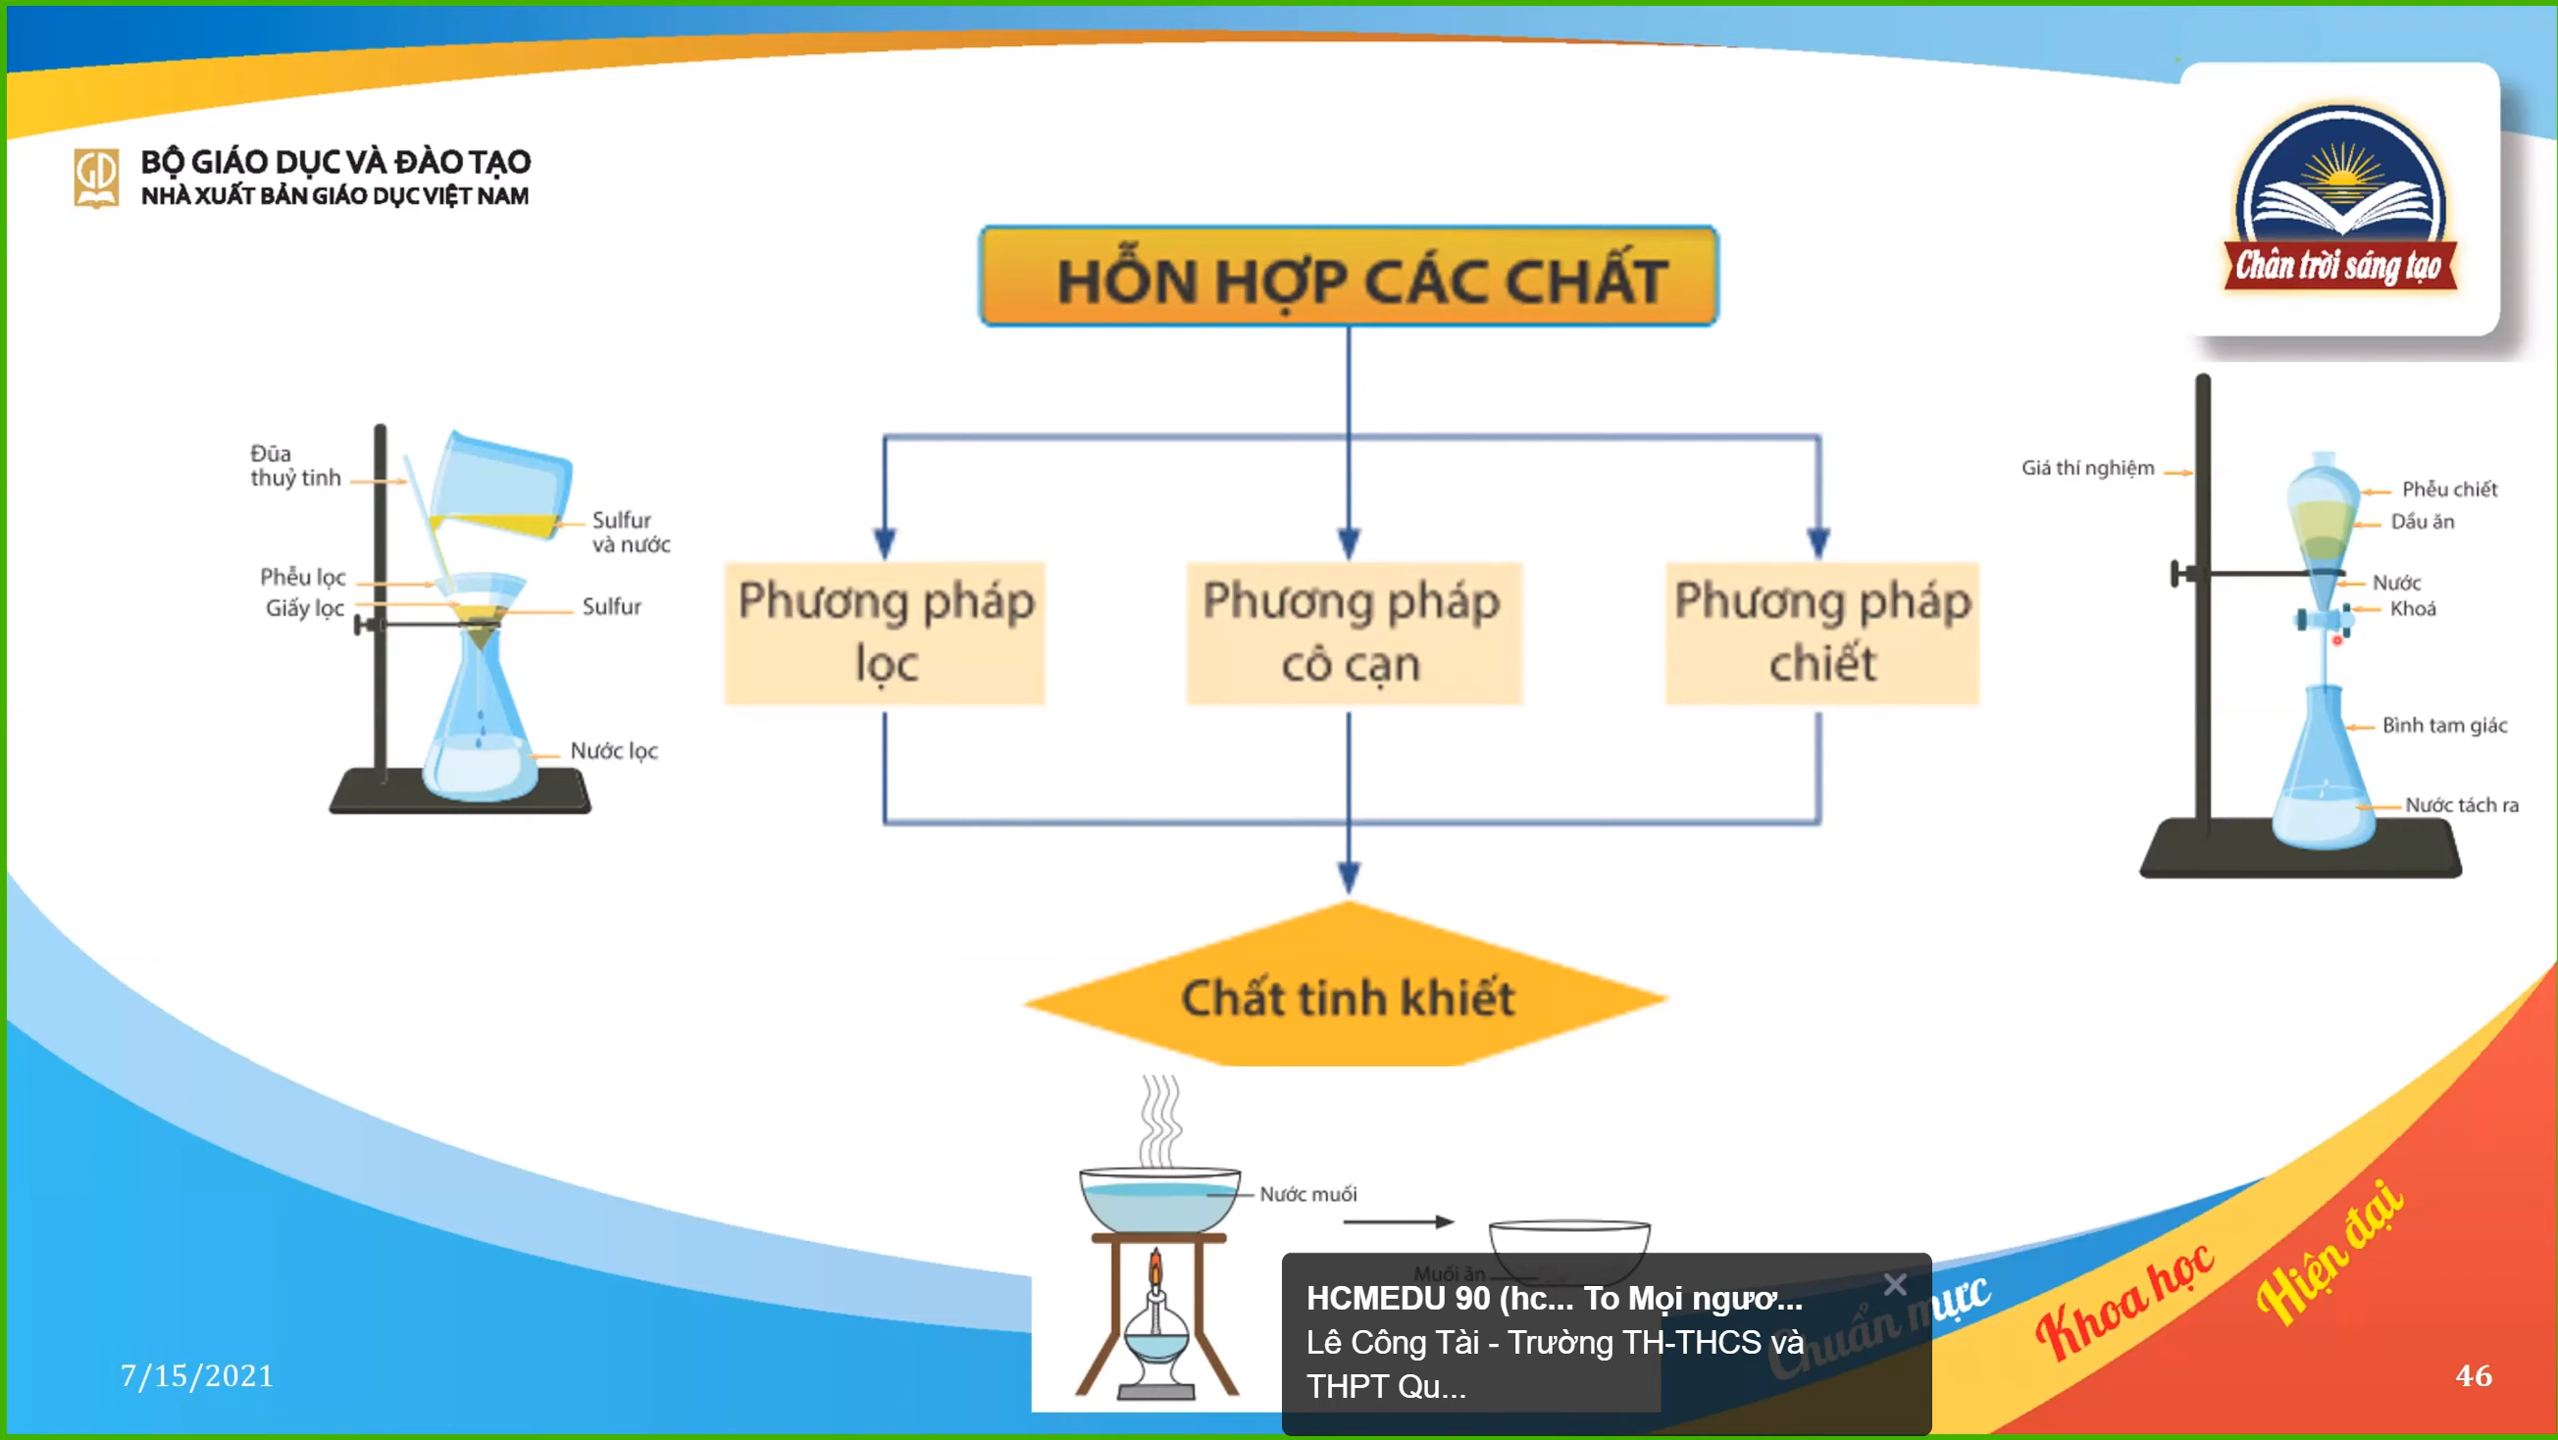 BỘ GIÁO DỤC VÀ ĐÀO TẠO
NHÀ XUẤT BẢN GIÁO DỤC VIỆT NAM
Chân trời sáng tạo
HỖN HỢP CÁC CHẤT
Đũa
thuỷ tinh
Sulfur
và nước
Phễu lọc
Giấy lọc
Sulfur
Nước lọc
Phương pháp
lọc
Phương pháp
cô cạn
Phương pháp
chiết
Giá thí nghiệm
Phễu chiết
Dầu ăn
Nước
Khoá
Bình tam giác
Nước tách ra
Chất tinh khiết
Nước muối
Muối ăn
HCMEDU 90 (hc... To Mọi ngươ...
Lê Công Tài - Trường TH-THCS và
THPT Qu...
Chuẩn mực
Khoa học
Hiện đại
7/15/2021
46